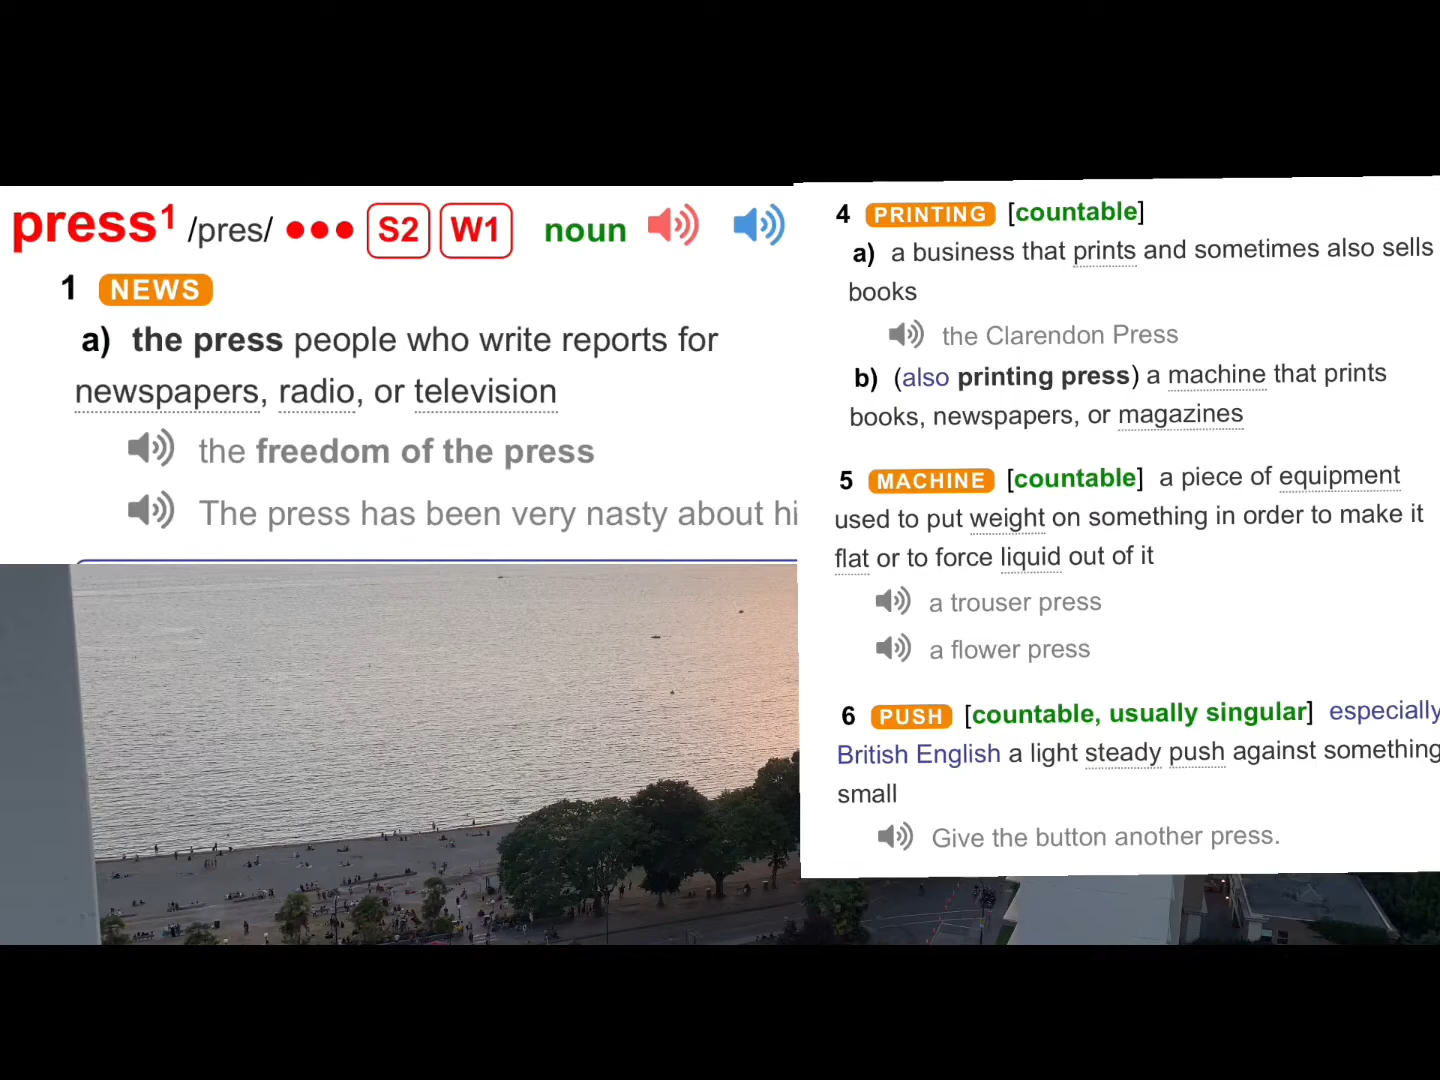 press¹ /pres/ ●●● S2 W1 noun
1 NEWS
a) the press people who write reports for
newspapers, radio, or television
the freedom of the press
The press has been very nasty about hi
4 PRINTING [countable]
a) a business that prints and sometimes also sells
books
the Clarendon Press
b) (also printing press) a machine that prints
books, newspapers, or magazines
5 MACHINE [countable] a piece of equipment
used to put weight on something in order to make it
flat or to force liquid out of it
a trouser press
a flower press
6 PUSH [countable, usually singular] especially
British English a light steady push against something
small
Give the button another press.